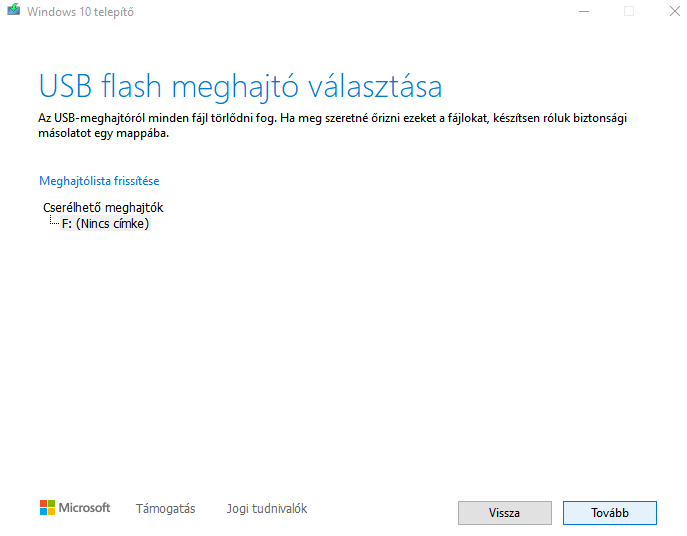 Windows 10 telepítő
USB flash meghajtó választása
Az USB-meghajtóról minden fájl törlődni fog. Ha meg szeretné őrizni ezeket a fájlokat, készítsen róluk biztonsági
másolatot egy mappába.
Meghajtólista frissítése
Cserélhető meghajtók
F: (Nincs címke)
Microsoft Támogatás Jogi tudnivalók Vissza Tovább